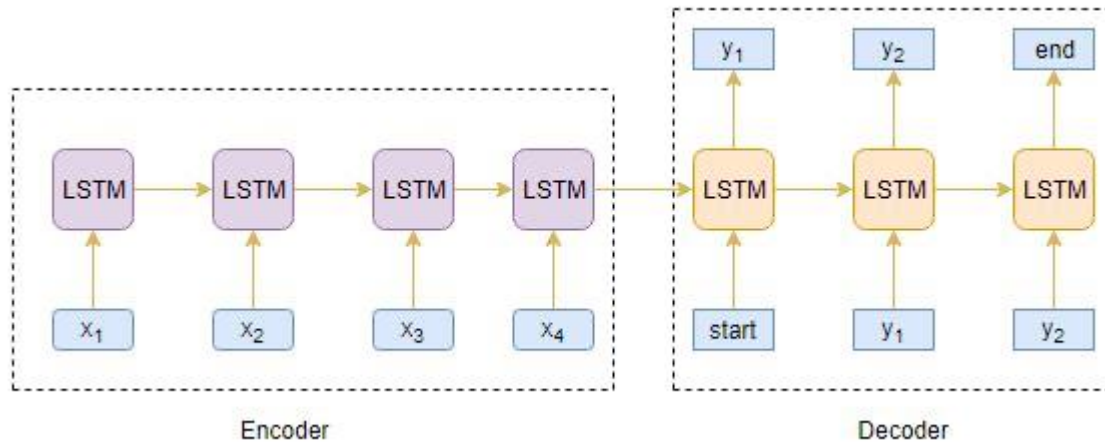 y₁ y₂ end
LSTM LSTM LSTM LSTM LSTM LSTM LSTM
x₁ x₂ x₃ x₄ start y₁ y₂
Encoder Decoder